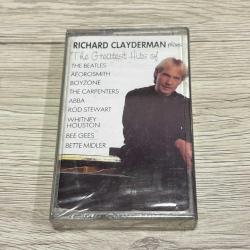 RICHARD CLAYDERMAN plays
The Greatest Hits of
THE BEATLES
AEROSMITH
BOYZONE
THE CARPENTERS
ABBA
ROD STEWART
WHITNEY
HOUSTON
BEE GEES
BETTE MIDLER